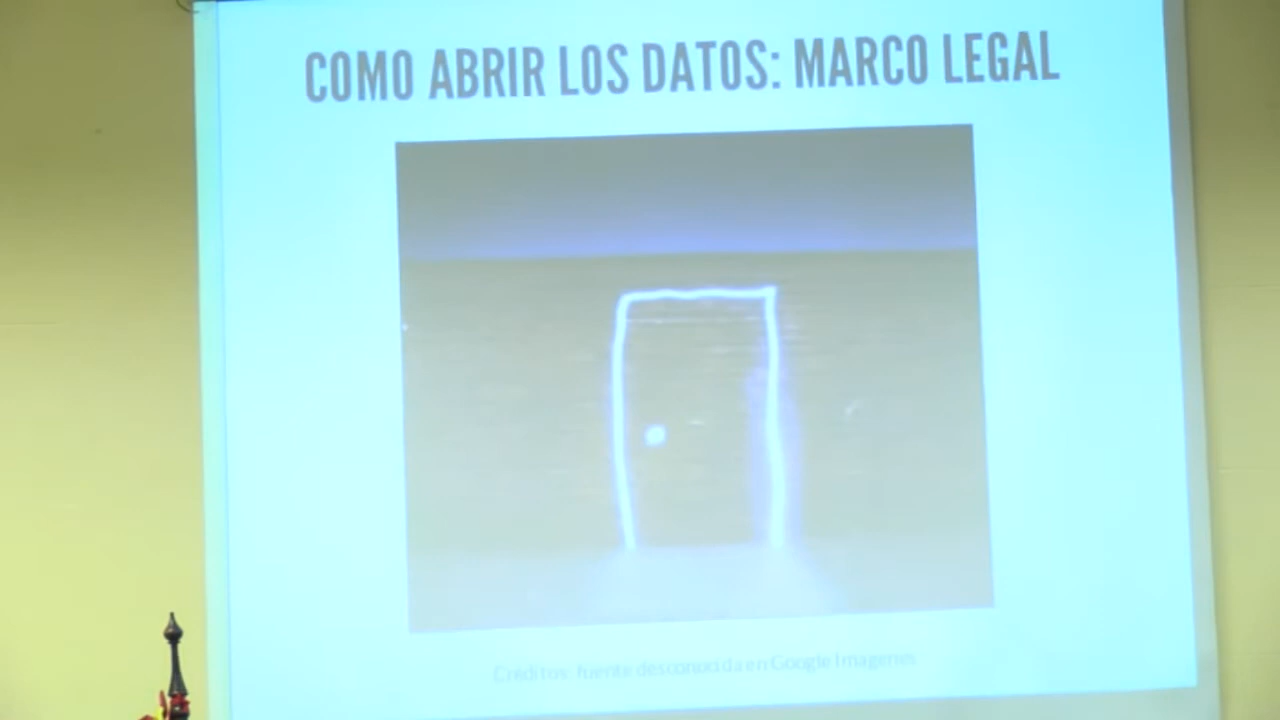 COMO ABRIR LOS DATOS: MARCO LEGAL
Créditos: fuente desconocida en Google Imagenes